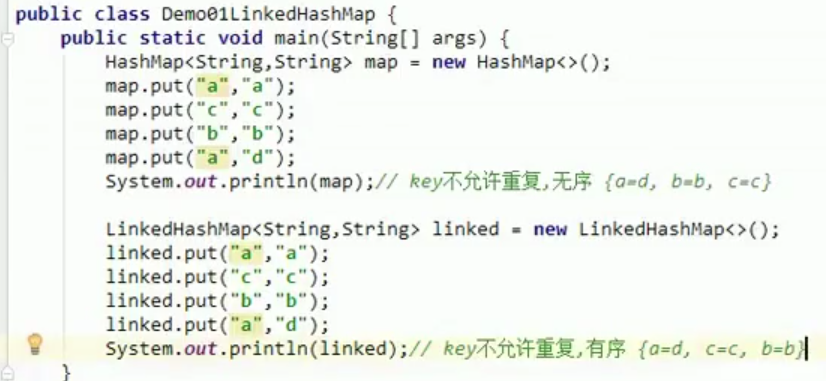 public class Demo01LinkedHashMap {
public static void main(String[] args) {
HashMap<String,String> map = new HashMap<>();
map.put("a","a");
map.put("c","c");
map.put("b","b");
map.put("a","d");
System.out.println(map);// key不允许重复,无序 {a=d, b=b, c=c}
LinkedHashMap<String,String> linked = new LinkedHashMap<>();
linked.put("a","a");
linked.put("c","c");
linked.put("b","b");
linked.put("a","d");
System.out.println(linked);// key不允许重复,有序 {a=d, c=c, b=b}
}